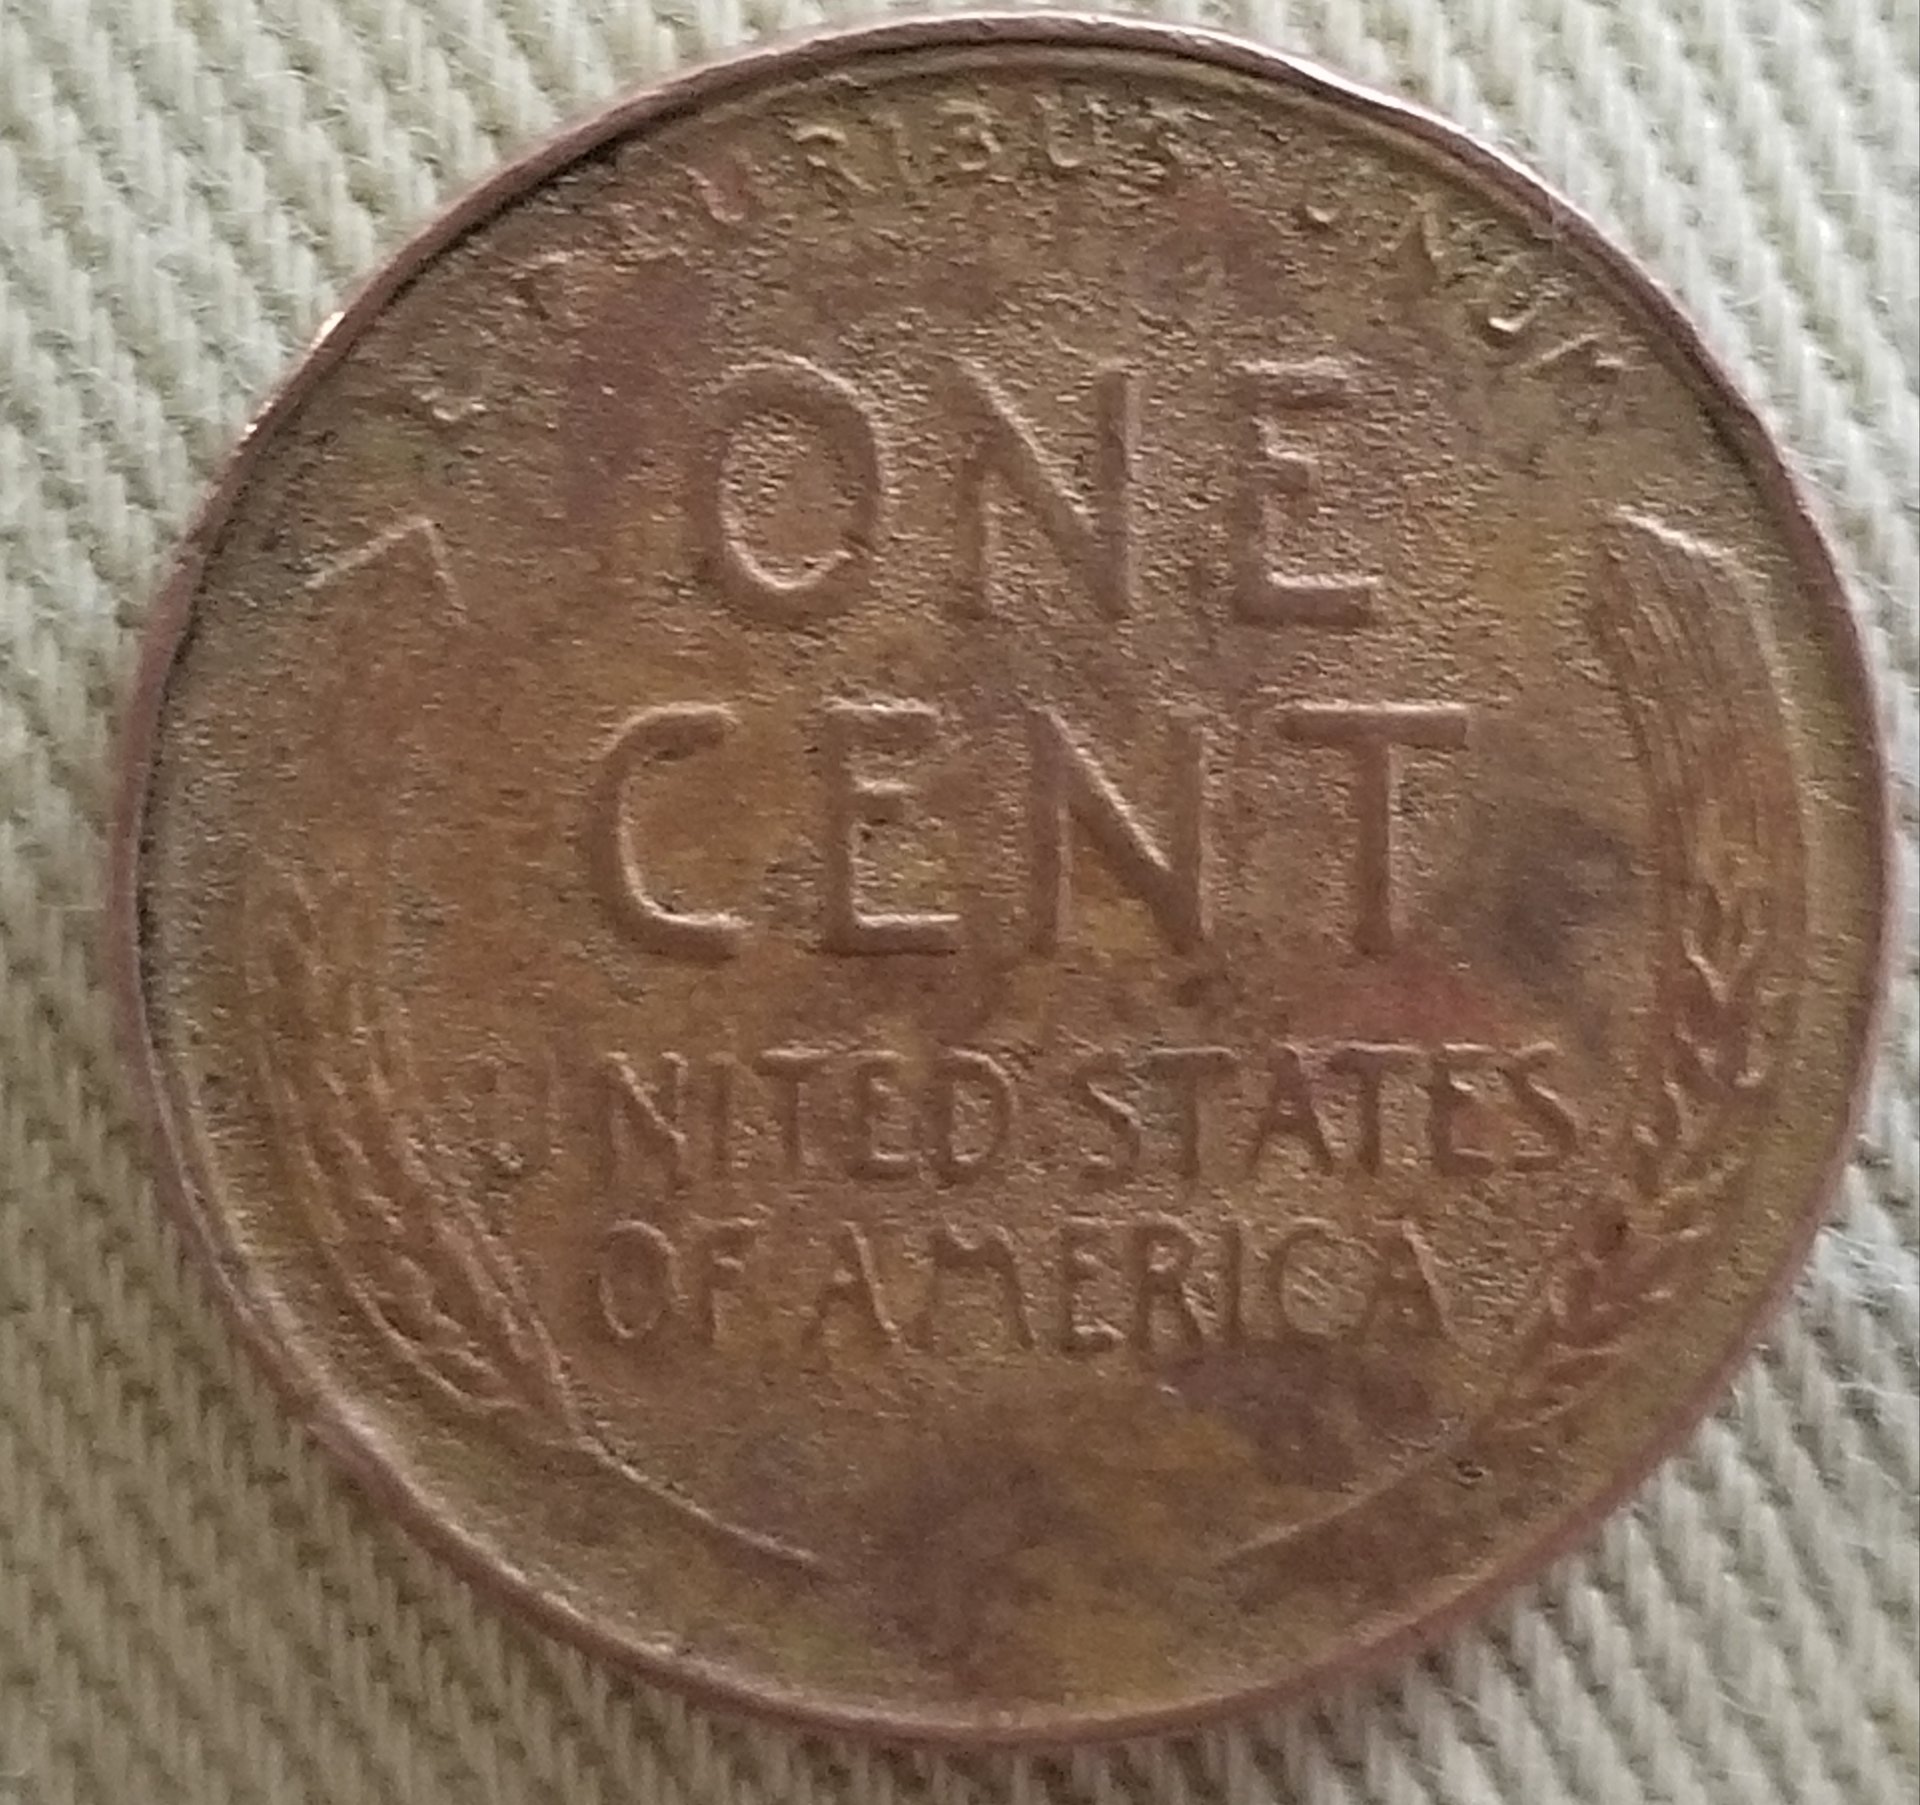 ONE
CENT
NITED STATES
OF AMERICA